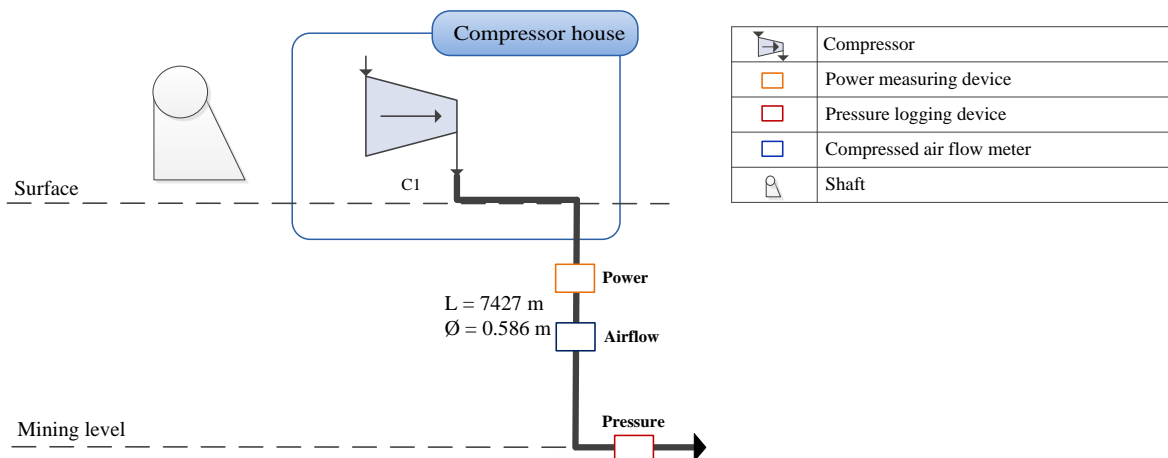 Compressor house
C1
Surface
Power
L = 7427 m
Ø = 0.586 m
Airflow
Pressure
Mining level
Compressor
Power measuring device
Pressure logging device
Compressed air flow meter
Shaft